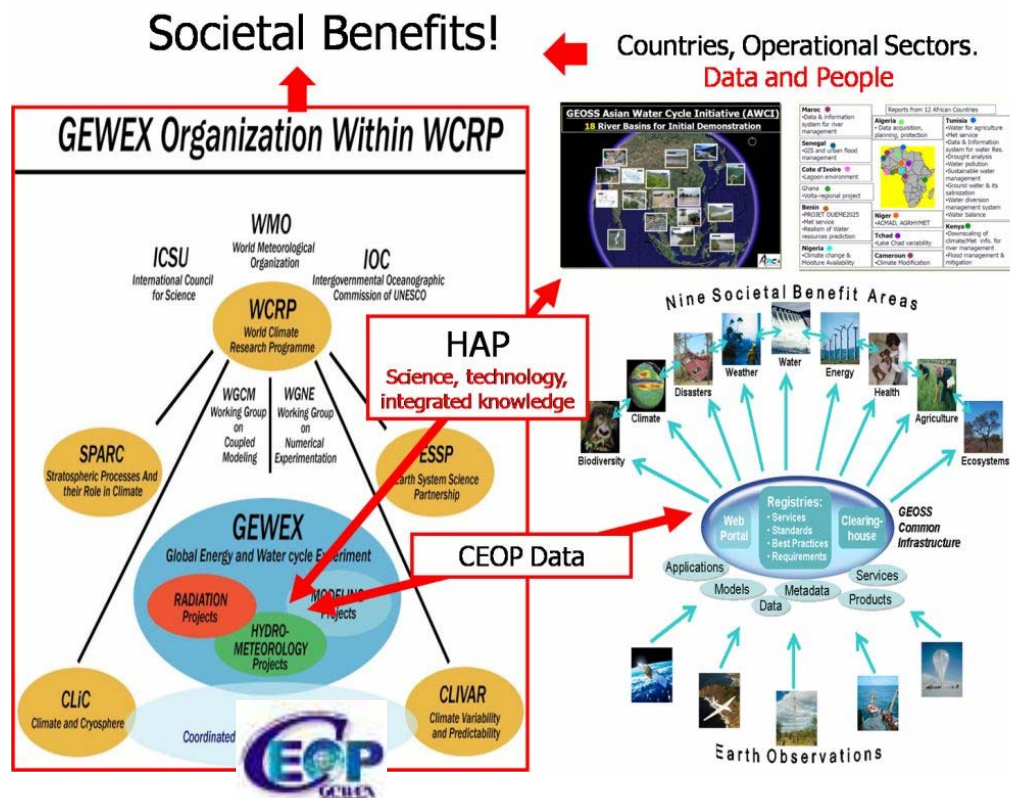 Societal Benefits!
Countries, Operational Sectors.
Data and People
GEWEX Organization Within WCRP
WMO
World Meteorological
Organization
ICSU
International Council
for Science
IOC
Intergovernmental Oceanographic
Commission of UNESCO
WCRP
World Climate
Research Programme
WGCM
Working Group
on
Coupled
Modeling
WGNE
Working Group
on
Numerical
Experimentation
SPARC
Stratospheric Processes And
their Role in Climate
ESSP
Earth System Science
Partnership
GEWEX
Global Energy and Water cycle Experiment
RADIATION
Projects
MODELING
Projects
HYDRO-
METEOROLOGY
Projects
CLiC
Climate and Cryosphere
CLIVAR
Climate Variability
and Predictability
Coordinated
CEOP
GEWEX
HAP
Science, technology,
integrated knowledge
CEOP Data
GEOSS Asian Water Cycle Initiative (AWCI)
18 River Basins for Initial Demonstration
Reports from 12 African Countries
Maroc
•Data & information
system for river
management
Senegal
•GIS and urban flood
management
Cote d'Ivoire
•Lagoon environment
Ghana
•Volta-regional project
Benin
•PROJET OUEME2025
•Met service
•Realism of Water
resources prediction
Nigeria
•Climate change &
Moisture Availability
Algeria
•Data acquisition,
planning, protection
Niger
•ACMAD, AGRHYMET
Tchad
•Lake Chad variability
Cameroun
•Climate Modification
Tunisia
•Water for agriculture
•Met service
•Data & Information
system for water Res.
•Drought analysis
•Water pollution
•Sustainable water
management
•Ground water & its
salinization
•Water diversion
management system
•Water balance
Kenya
•Downscaling of
climate/Met info. for
river management
•Flood management &
mitigation
Nine Societal Benefit Areas
Biodiversity
Climate
Disasters
Weather
Water
Energy
Health
Agriculture
Ecosystems
Web
Portal
Registries:
• Services
• Standards
• Best Practices
• Requirements
Clearing-
house
GEOSS
Common
Infrastructure
Applications
Models
Data
Metadata
Services
Products
Earth Observations